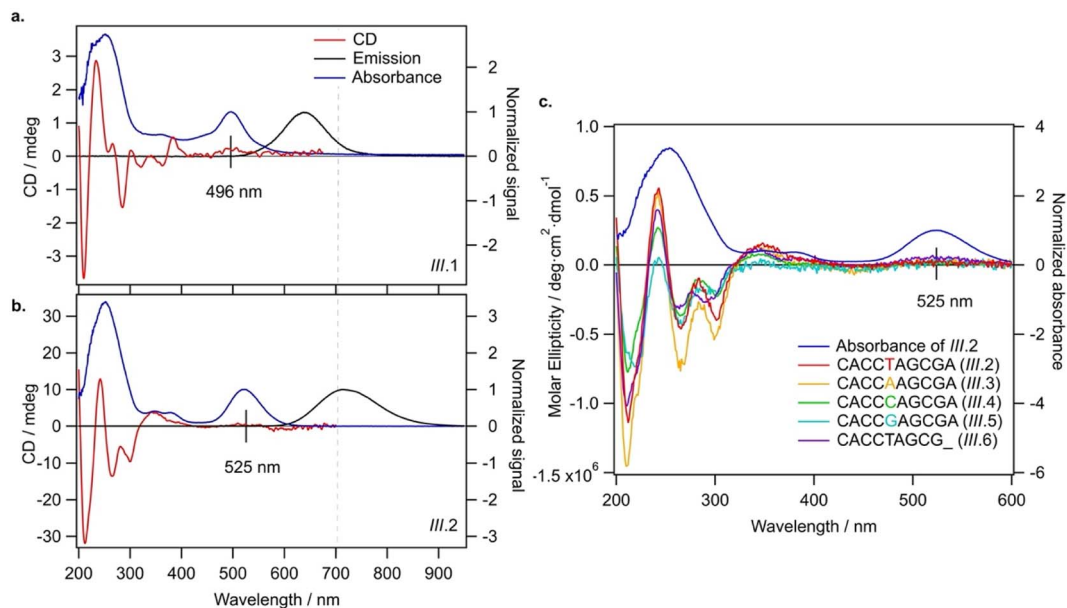 a.
CD
Emission
Absorbance
3
2
1
0
-1
-2
-3
CD / mdeg
2
1
0
1
2
Normalized signal
496 nm
III.1
b.
30
20
10
0
-10
-20
-30
CD / mdeg
3
2
1
0
1
2
3
Normalized signal
525 nm
III.2
200 300 400 500 600 700 800 900
Wavelength / nm
c.
1.0
0.5
0.0
-0.5
-1.0
-1.5 x10⁶
Molar Ellipticity / deg·cm²·dmol⁻¹
4
2
0
-2
-4
-6
Normalized absorbance
525 nm
Absorbance of III.2
CACCTAGCGA (III.2)
CACCAAGCGA (III.3)
CACCCAGCGA (III.4)
CACCGAGCGA (III.5)
CACCTAGCG_ (III.6)
200 300 400 500 600
Wavelength / nm